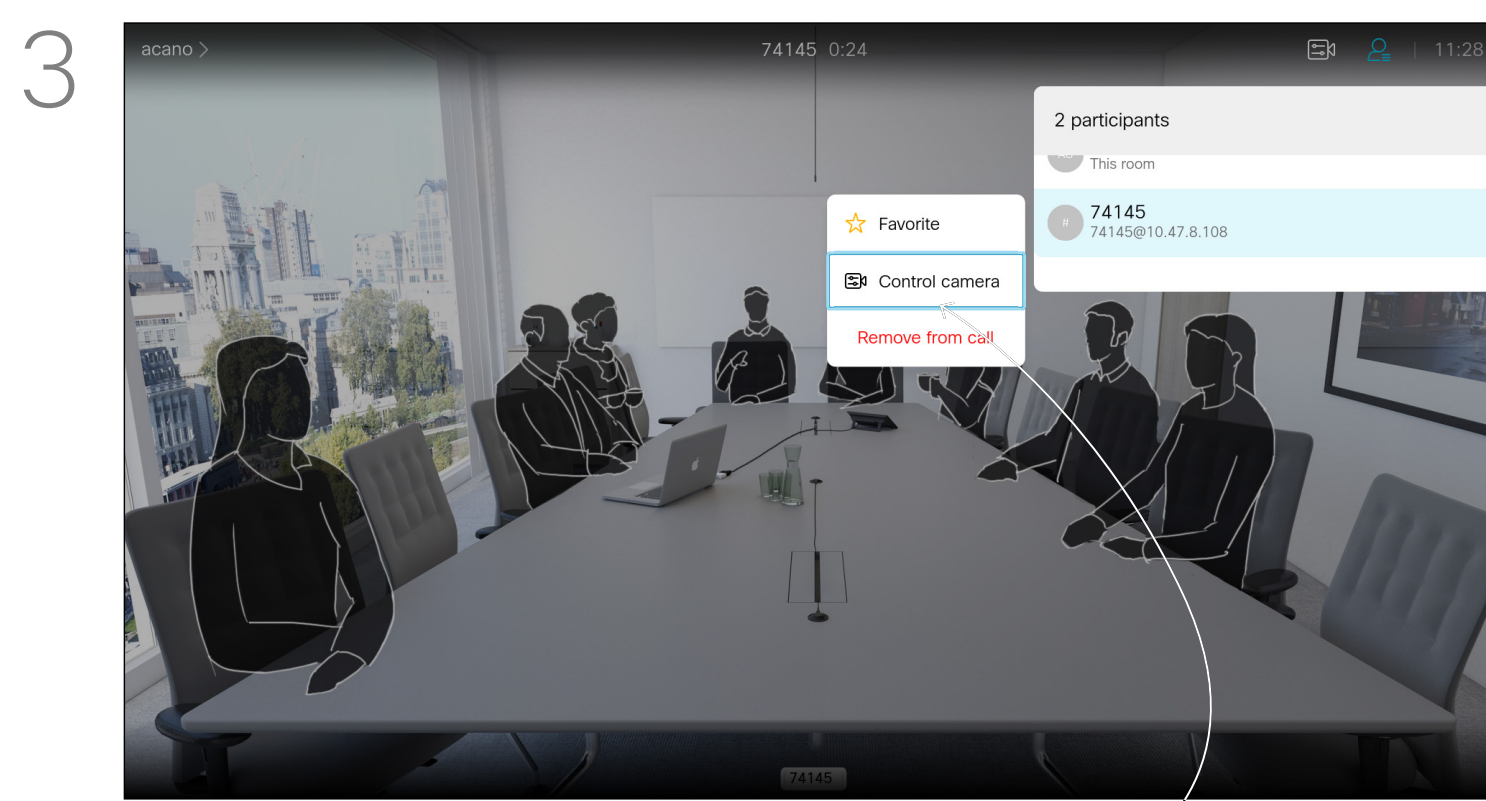 3
acano >
74145 0:24
11:28
2 participants
This room
#
74145
74145@10.47.8.108
Favorite
Control camera
Remove from call
74145